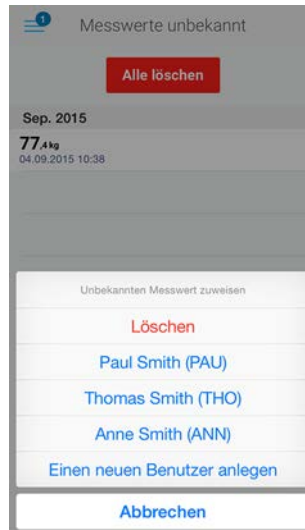 1
Messwerte unbekannt
Alle löschen
Sep. 2015
77,4 kg
04.09.2015 10:38
Unbekannten Messwert zuweisen
Löschen
Paul Smith (PAU)
Thomas Smith (THO)
Anne Smith (ANN)
Einen neuen Benutzer anlegen
Abbrechen